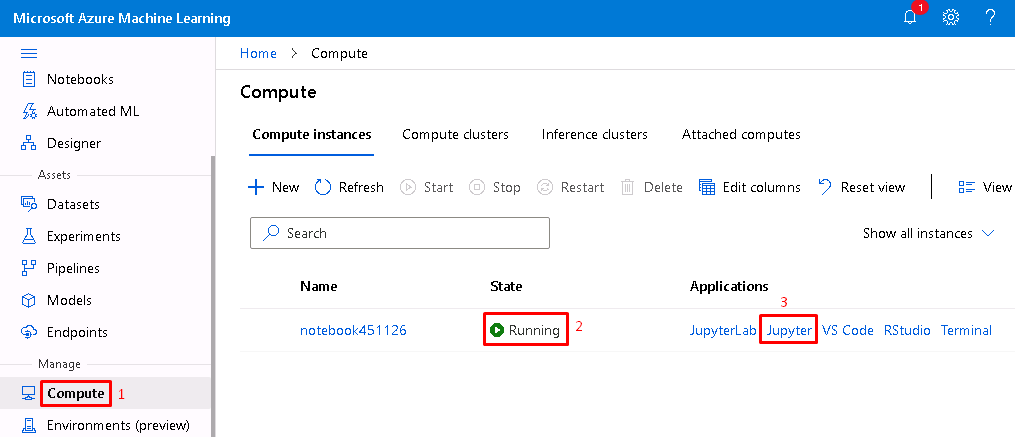 Microsoft Azure Machine Learning
1
?
Home > Compute
Notebooks
Automated ML
Designer
Assets
Datasets
Experiments
Pipelines
Models
Endpoints
Manage
Compute 1
Environments (preview)
Compute
Compute instances Compute clusters Inference clusters Attached computes
New Refresh Start Stop Restart Delete Edit columns Reset view View
Search Show all instances
Name State Applications
3
notebook451126 Running 2 JupyterLab Jupyter VS Code RStudio Terminal